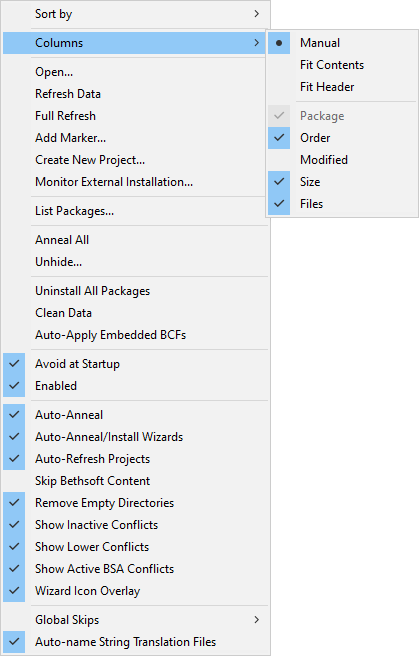 Sort by
Columns
Open...
Refresh Data
Full Refresh
Add Marker...
Create New Project...
Monitor External Installation...
List Packages...
Anneal All
Unhide...
Uninstall All Packages
Clean Data
Auto-Apply Embedded BCFs
Avoid at Startup
Enabled
Auto-Anneal
Auto-Anneal/Install Wizards
Auto-Refresh Projects
Skip Bethsoft Content
Remove Empty Directories
Show Inactive Conflicts
Show Lower Conflicts
Show Active BSA Conflicts
Wizard Icon Overlay
Global Skips
Auto-name String Translation Files
Manual
Fit Contents
Fit Header
Package
Order
Modified
Size
Files